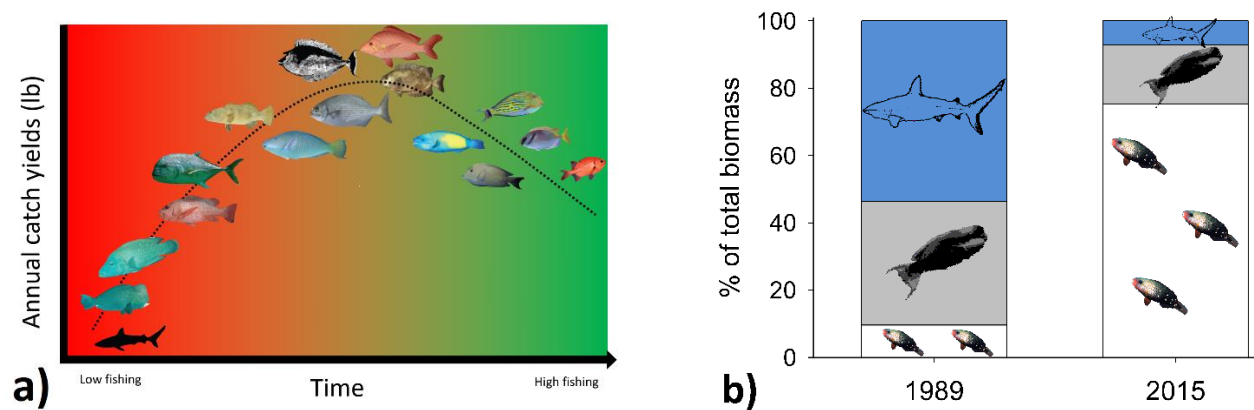 Annual catch yields (lb)
a)
Low fishing
Time
High fishing
% of total biomass
100
80
60
40
20
0
b)
1989
2015